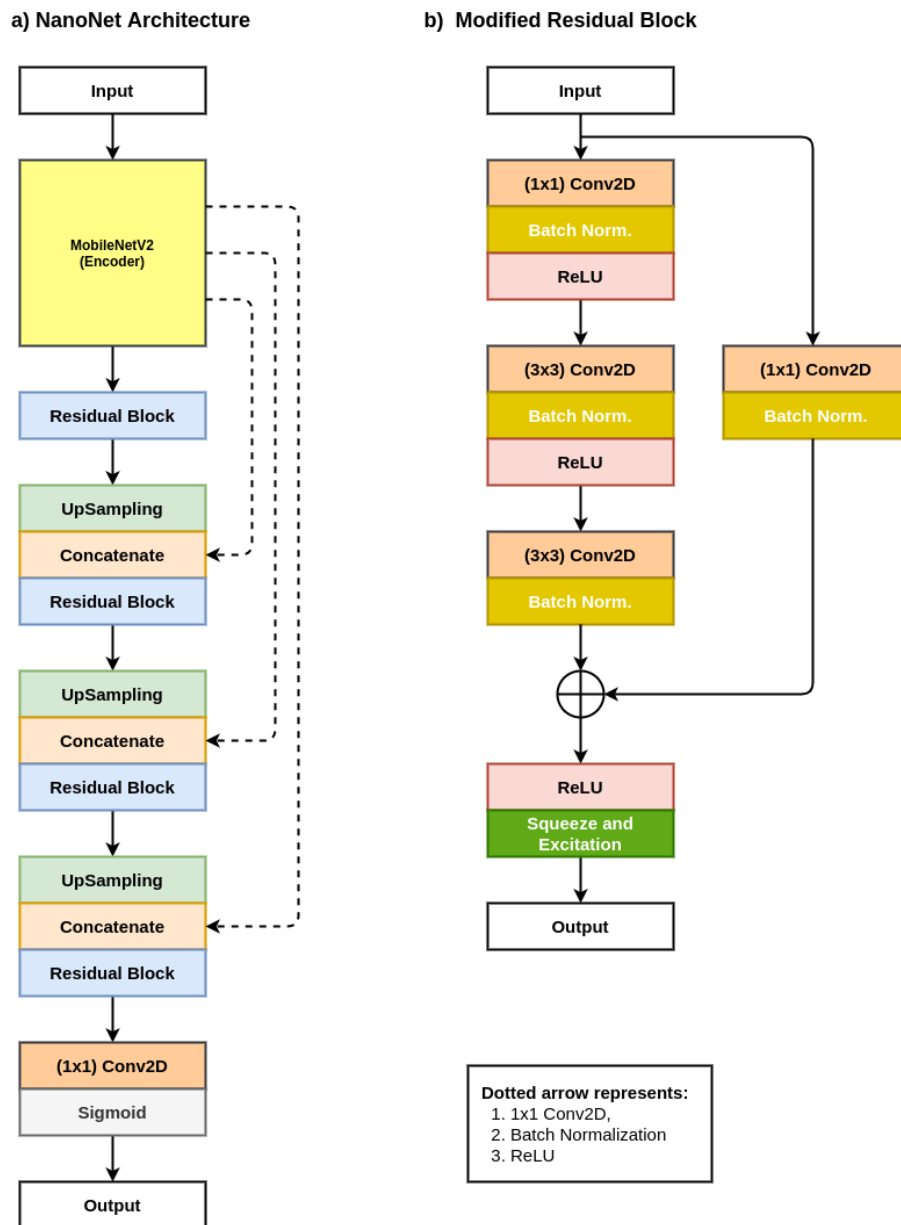 a) NanoNet Architecture
Input
MobileNetV2
(Encoder)
Residual Block
UpSampling
Concatenate
Residual Block
UpSampling
Concatenate
Residual Block
UpSampling
Concatenate
Residual Block
(1x1) Conv2D
Sigmoid
Output
b) Modified Residual Block
Input
(1x1) Conv2D
Batch Norm.
ReLU
(3x3) Conv2D
Batch Norm.
ReLU
(3x3) Conv2D
Batch Norm.
(1x1) Conv2D
Batch Norm.
ReLU
Squeeze and
Excitation
Output
Dotted arrow represents:
1. 1x1 Conv2D,
2. Batch Normalization
3. ReLU